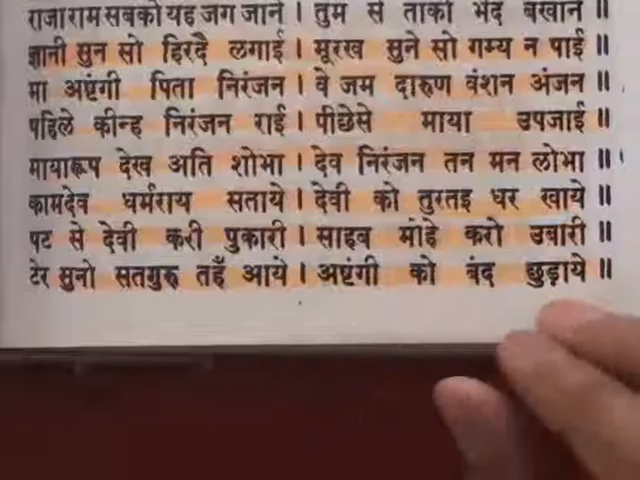 राजा राम सबको यह जग जाने । तुम से ताको भेद बखाने ॥
ज्ञानी सुन सो हिरदै लगाई । मूरख सुने सो गम्य न पाई ॥
मा अष्टंगी पिता निरंजन । वे जम दारुण वंशन अंजन ॥
पहिले कीन्ह निरंजन राई । पीछेसे माया उपजाई ॥
मायारूप देख अति शोभा । देव निरंजन तन मन लोभा ॥
कामदेव धर्मराय सताये । देवी को तुरतइ धर खाये ॥
पट से देवी करी पुकारी । साहब मोहे करो उबारी ॥
टेर सुनो सतगुरु तहँ आये । अष्टंगी को बंद छुड़ाये ॥